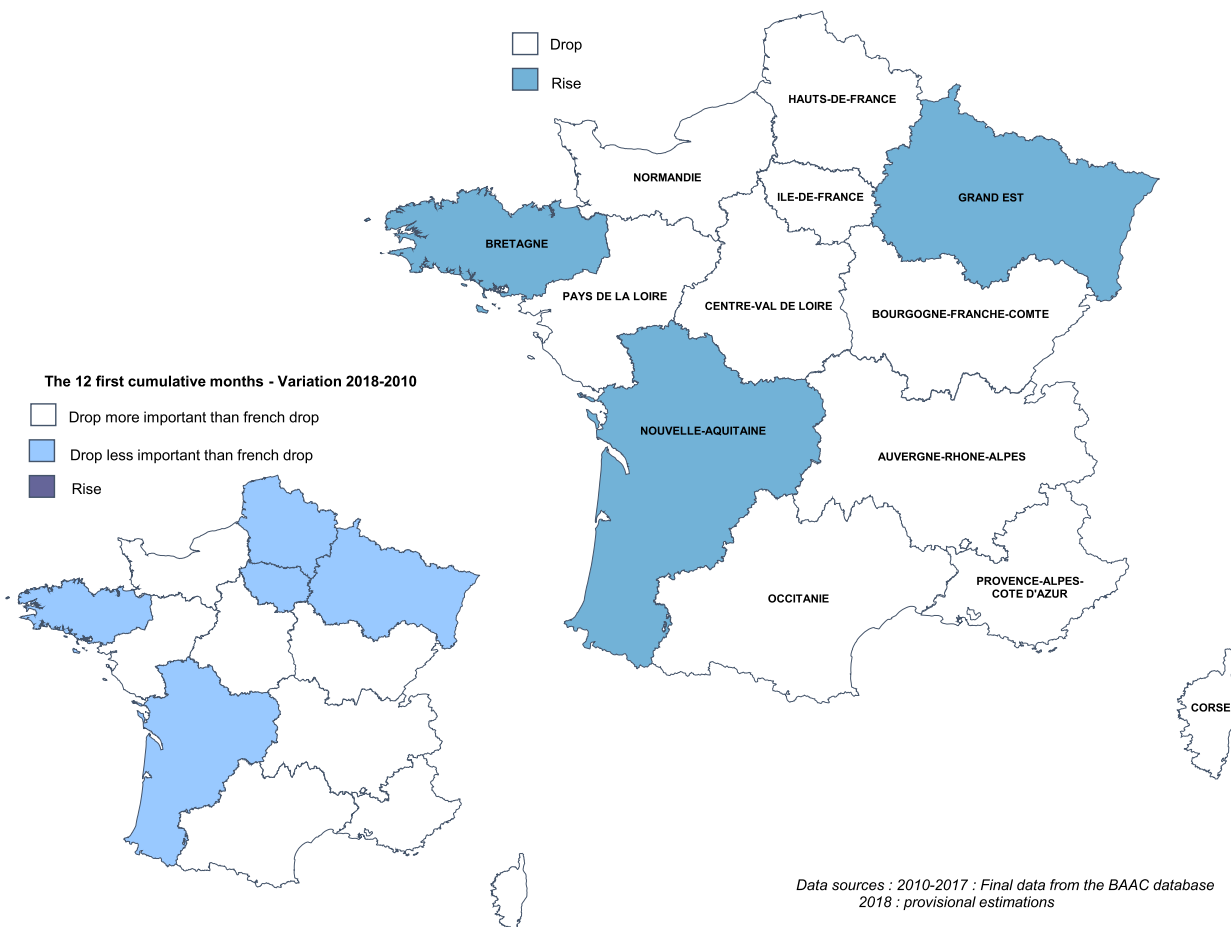 Drop
Rise
HAUTS-DE-FRANCE
NORMANDIE
ILE-DE-FRANCE
GRAND EST
BRETAGNE
PAYS DE LA LOIRE
CENTRE-VAL DE LOIRE
BOURGOGNE-FRANCHE-COMTE
NOUVELLE-AQUITAINE
AUVERGNE-RHONE-ALPES
OCCITANIE
PROVENCE-ALPES-
COTE D'AZUR
CORSE
The 12 first cumulative months - Variation 2018-2010
Drop more important than french drop
Drop less important than french drop
Rise
Data sources : 2010-2017 : Final data from the BAAC database
2018 : provisional estimations